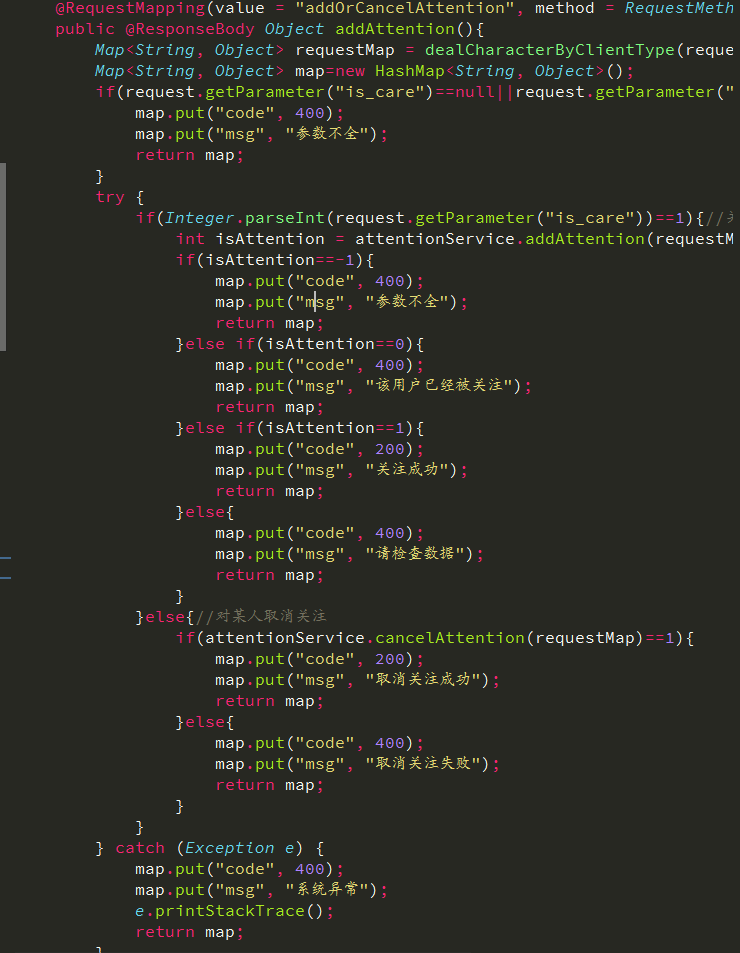 @RequestMapping(value = "addOrCancelAttention", method = RequestMeth
public @ResponseBody Object addAttention(){
Map<String, Object> requestMap = dealCharacterByClientType(reque
Map<String, Object> map=new HashMap<String, Object>();
if(request.getParameter("is_care")==null||request.getParameter("
map.put("code", 400);
map.put("msg", "参数不全");
return map;
}
try {
if(Integer.parseInt(request.getParameter("is_care"))==1){//
int isAttention = attentionService.addAttention(requestM
if(isAttention==-1){
map.put("code", 400);
map.put("msg", "参数不全");
return map;
}else if(isAttention==0){
map.put("code", 400);
map.put("msg", "该用户已经被关注");
return map;
}else if(isAttention==1){
map.put("code", 200);
map.put("msg", "关注成功");
return map;
}else{
map.put("code", 400);
map.put("msg", "请检查数据");
return map;
}
}else{//对某人取消关注
if(attentionService.cancelAttention(requestMap)==1){
map.put("code", 200);
map.put("msg", "取消关注成功");
return map;
}else{
map.put("code", 400);
map.put("msg", "取消关注失败");
return map;
}
}
} catch (Exception e) {
map.put("code", 400);
map.put("msg", "系统异常");
e.printStackTrace();
return map;